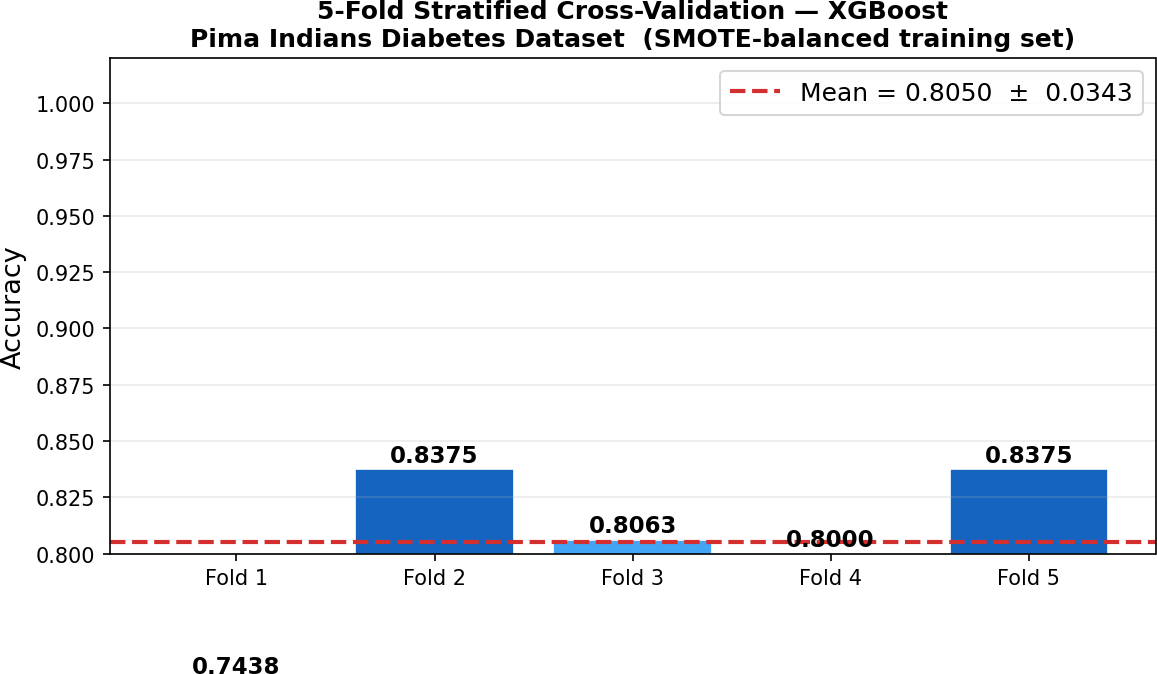 5-Fold Stratified Cross-Validation — XGBoost
Pima Indians Diabetes Dataset  (SMOTE-balanced training set)
Mean = 0.8050  ±  0.0343
Accuracy
1.000
0.975
0.950
0.925
0.900
0.875
0.850
0.825
0.800
0.8375
0.8063
0.8000
0.8375
Fold 1
Fold 2
Fold 3
Fold 4
Fold 5
0.7438